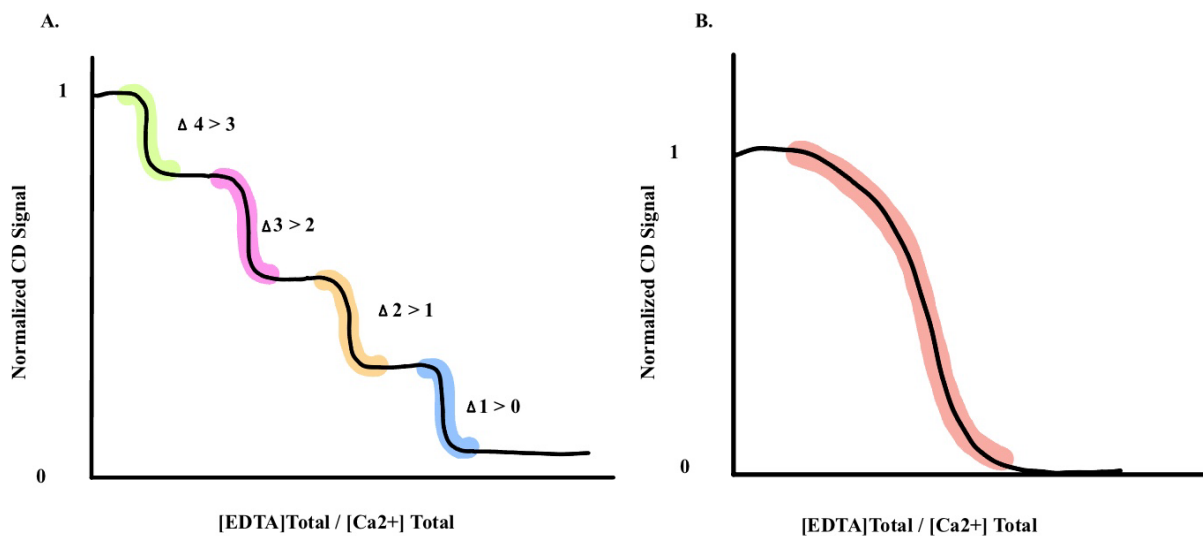 A.
1
Δ 4 > 3
Δ3 > 2
Δ 2 > 1
Δ 1 > 0
Normalized CD Signal
0
[EDTA]Total / [Ca2+] Total
B.
1
Normalized CD Signal
0
[EDTA]Total / [Ca2+] Total